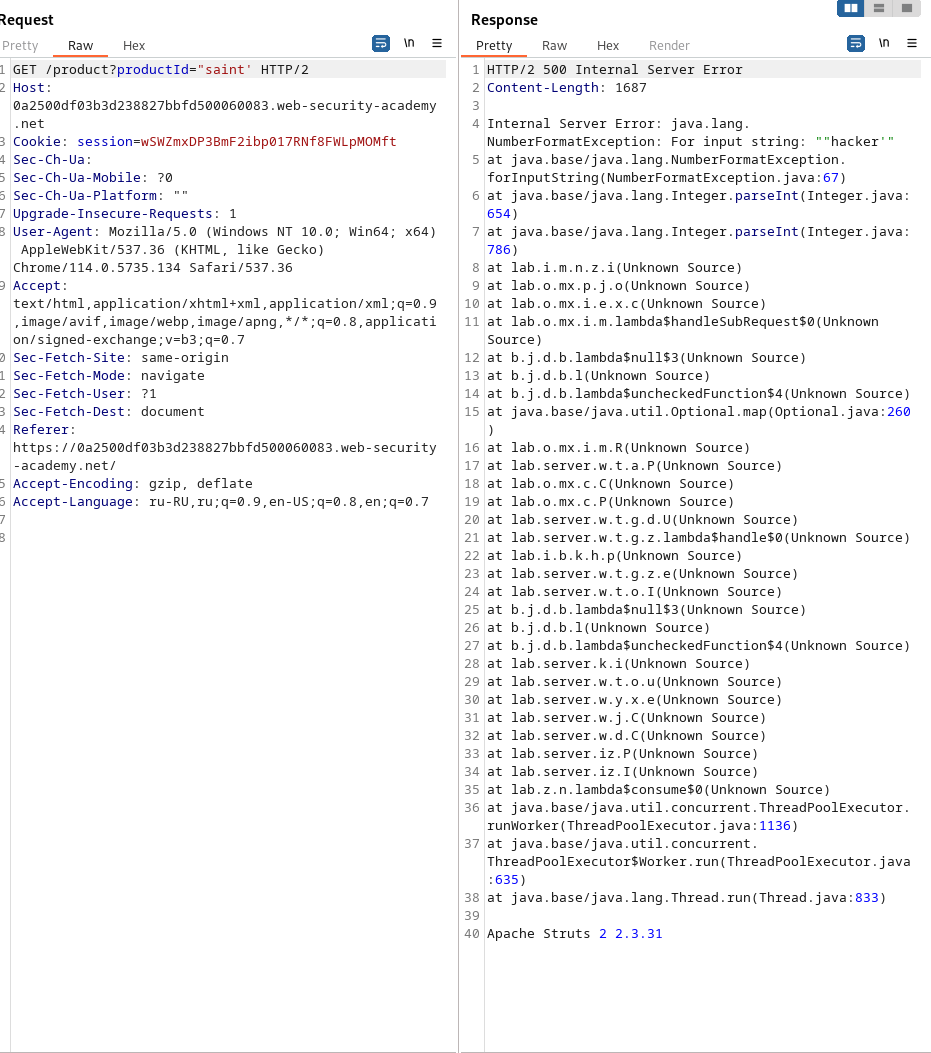 Request
Pretty Raw Hex \n
1 GET /product?productId="saint' HTTP/2
2 Host:
0a2500df03b3d238827bbfd500060083.web-security-academy
.net
3 Cookie: session=wSWZmxDP3BmF2ibp017RNf8FWLpMOMft
4 Sec-Ch-Ua:
5 Sec-Ch-Ua-Mobile: ?0
6 Sec-Ch-Ua-Platform: ""
7 Upgrade-Insecure-Requests: 1
8 User-Agent: Mozilla/5.0 (Windows NT 10.0; Win64; x64)
AppleWebKit/537.36 (KHTML, like Gecko)
Chrome/114.0.5735.134 Safari/537.36
9 Accept:
text/html,application/xhtml+xml,application/xml;q=0.9
,image/avif,image/webp,image/apng,*/*;q=0.8,applicati
on/signed-exchange;v=b3;q=0.7
0 Sec-Fetch-Site: same-origin
1 Sec-Fetch-Mode: navigate
2 Sec-Fetch-User: ?1
3 Sec-Fetch-Dest: document
4 Referer:
https://0a2500df03b3d238827bbfd500060083.web-security
-academy.net/
5 Accept-Encoding: gzip, deflate
6 Accept-Language: ru-RU,ru;q=0.9,en-US;q=0.8,en;q=0.7
7
8
Response
Pretty Raw Hex Render \n
1 HTTP/2 500 Internal Server Error
2 Content-Length: 1687
3
4 Internal Server Error: java.lang.
NumberFormatException: For input string: ""hacker'"
5 at java.base/java.lang.NumberFormatException.
forInputString(NumberFormatException.java:67)
6 at java.base/java.lang.Integer.parseInt(Integer.java:
654)
7 at java.base/java.lang.Integer.parseInt(Integer.java:
786)
8 at lab.i.m.n.z.i(Unknown Source)
9 at lab.o.mx.p.j.o(Unknown Source)
10 at lab.o.mx.i.e.x.c(Unknown Source)
11 at lab.o.mx.i.m.lambda$handleSubRequest$0(Unknown
Source)
12 at b.j.d.b.lambda$null$3(Unknown Source)
13 at b.j.d.b.l(Unknown Source)
14 at b.j.d.b.lambda$uncheckedFunction$4(Unknown Source)
15 at java.base/java.util.Optional.map(Optional.java:260
)
16 at lab.o.mx.i.m.R(Unknown Source)
17 at lab.server.w.t.a.P(Unknown Source)
18 at lab.o.mx.c.C(Unknown Source)
19 at lab.o.mx.c.P(Unknown Source)
20 at lab.server.w.t.g.d.U(Unknown Source)
21 at lab.server.w.t.g.z.lambda$handle$0(Unknown Source)
22 at lab.i.b.k.h.p(Unknown Source)
23 at lab.server.w.t.g.z.e(Unknown Source)
24 at lab.server.w.t.o.I(Unknown Source)
25 at b.j.d.b.lambda$null$3(Unknown Source)
26 at b.j.d.b.l(Unknown Source)
27 at b.j.d.b.lambda$uncheckedFunction$4(Unknown Source)
28 at lab.server.k.i(Unknown Source)
29 at lab.server.w.t.o.u(Unknown Source)
30 at lab.server.w.y.x.e(Unknown Source)
31 at lab.server.w.j.C(Unknown Source)
32 at lab.server.w.d.C(Unknown Source)
33 at lab.server.iz.P(Unknown Source)
34 at lab.server.iz.I(Unknown Source)
35 at lab.z.n.lambda$consume$0(Unknown Source)
36 at java.base/java.util.concurrent.ThreadPoolExecutor.
runWorker(ThreadPoolExecutor.java:1136)
37 at java.base/java.util.concurrent.
ThreadPoolExecutor$Worker.run(ThreadPoolExecutor.java
:635)
38 at java.base/java.lang.Thread.run(Thread.java:833)
39
40 Apache Struts 2 2.3.31